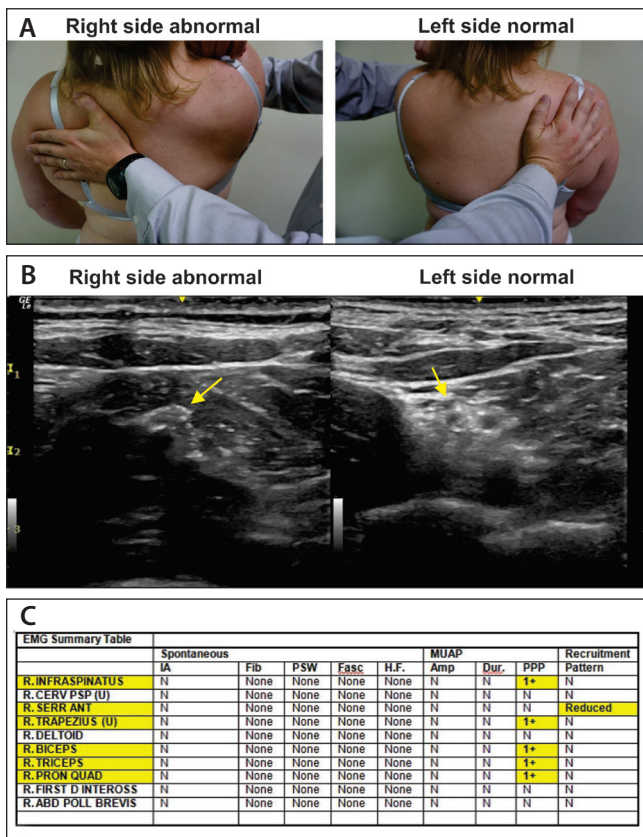 A
Right side abnormal Left side normal
B
Right side abnormal Left side normal
GE
L6
1
2
3
C
EMG Summary Table
Spontaneous MUAP Recruitment
IA Fib PSW Fasc H.F. Amp Dur. PPP Pattern
R.INFRASPINATUS N None None None None N N 1+ N
R.CERV PSP (U) N None None None None N N N N
R.SERR ANT N None None None None N N N Reduced
R.TRAPEZIUS (U) N None None None None N N 1+ N
R.DELTOID N None None None None N N N N
R.BICEPS N None None None None N N 1+ N
R.TRICEPS N None None None None N N 1+ N
R.PRON QUAD N None None None None N N 1+ N
R.FIRST D INTEROSS N None None None None N N N N
R.ABD POLL BREVIS N None None None None N N N N